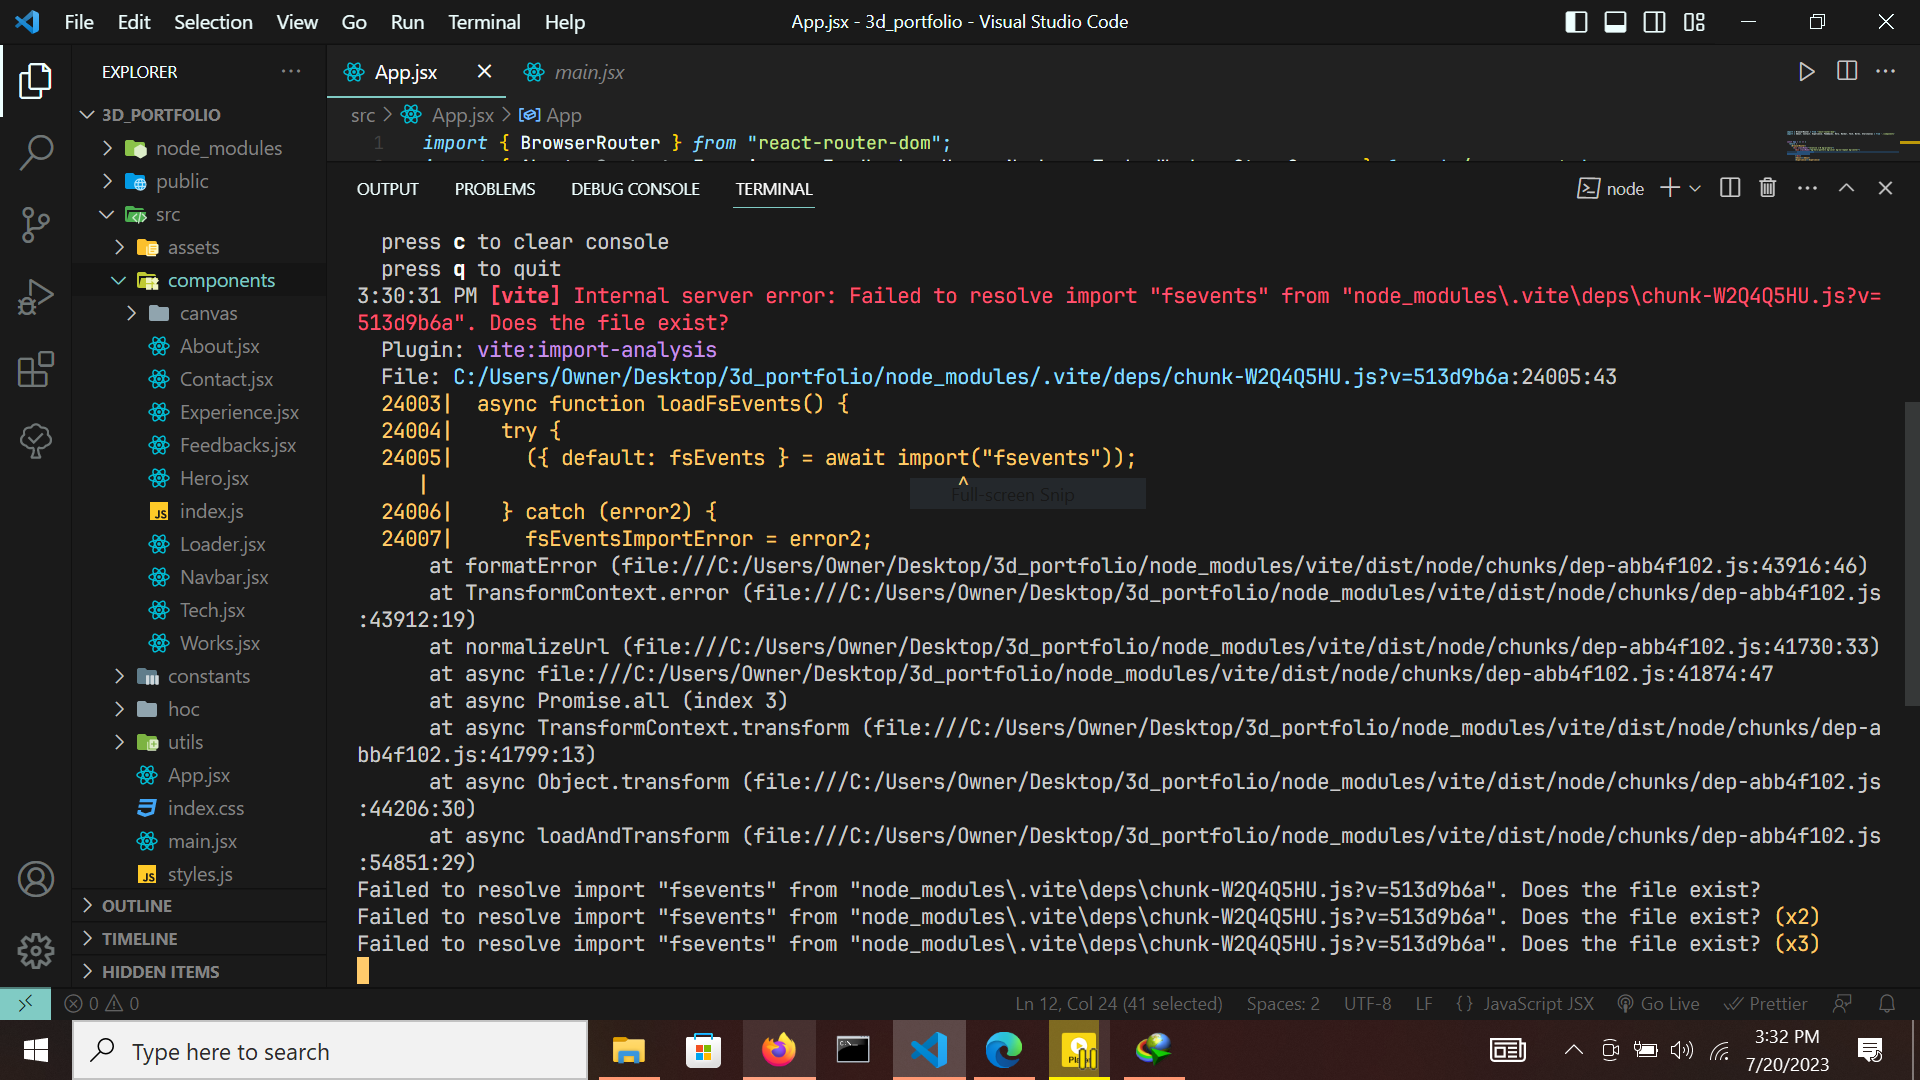 File Edit Selection View Go Run Terminal Help
App.jsx - 3d_portfolio - Visual Studio Code
EXPLORER
App.jsx
main.jsx
3D_PORTFOLIO
node_modules
public
src
assets
components
canvas
About.jsx
Contact.jsx
Experience.jsx
Feedbacks.jsx
Hero.jsx
JS index.js
Loader.jsx
Navbar.jsx
Tech.jsx
Works.jsx
constants
hoc
utils
App.jsx
index.css
main.jsx
JS styles.js
OUTLINE
TIMELINE
HIDDEN ITEMS
src > App.jsx > App
1 import { BrowserRouter } from "react-router-dom";
OUTPUT PROBLEMS DEBUG CONSOLE TERMINAL
node
press c to clear console
press q to quit
3:30:31 PM [vite] Internal server error: Failed to resolve import "fsevents" from "node_modules\.vite\deps\chunk-W2Q4Q5HU.js?v=
513d9b6a". Does the file exist?
Plugin: vite:import-analysis
File: C:/Users/Owner/Desktop/3d_portfolio/node_modules/.vite/deps/chunk-W2Q4Q5HU.js?v=513d9b6a:24005:43
24003| async function loadFsEvents() {
24004| try {
24005| ({ default: fsEvents } = await import("fsevents"));
| ^
Full-screen Snip
24006| } catch (error2) {
24007| fsEventsImportError = error2;
at formatError (file:///C:/Users/Owner/Desktop/3d_portfolio/node_modules/vite/dist/node/chunks/dep-abb4f102.js:43916:46)
at TransformContext.error (file:///C:/Users/Owner/Desktop/3d_portfolio/node_modules/vite/dist/node/chunks/dep-abb4f102.js
:43912:19)
at normalizeUrl (file:///C:/Users/Owner/Desktop/3d_portfolio/node_modules/vite/dist/node/chunks/dep-abb4f102.js:41730:33)
at async file:///C:/Users/Owner/Desktop/3d_portfolio/node_modules/vite/dist/node/chunks/dep-abb4f102.js:41874:47
at async Promise.all (index 3)
at async TransformContext.transform (file:///C:/Users/Owner/Desktop/3d_portfolio/node_modules/vite/dist/node/chunks/dep-a
bb4f102.js:41799:13)
at async Object.transform (file:///C:/Users/Owner/Desktop/3d_portfolio/node_modules/vite/dist/node/chunks/dep-abb4f102.js
:44206:30)
at async loadAndTransform (file:///C:/Users/Owner/Desktop/3d_portfolio/node_modules/vite/dist/node/chunks/dep-abb4f102.js
:54851:29)
Failed to resolve import "fsevents" from "node_modules\.vite\deps\chunk-W2Q4Q5HU.js?v=513d9b6a". Does the file exist?
Failed to resolve import "fsevents" from "node_modules\.vite\deps\chunk-W2Q4Q5HU.js?v=513d9b6a". Does the file exist? (x2)
Failed to resolve import "fsevents" from "node_modules\.vite\deps\chunk-W2Q4Q5HU.js?v=513d9b6a". Does the file exist? (x3)
0 0
Ln 12, Col 24 (41 selected) Spaces: 2 UTF-8 LF {} JavaScript JSX Go Live Prettier
Type here to search
3:32 PM
7/20/2023